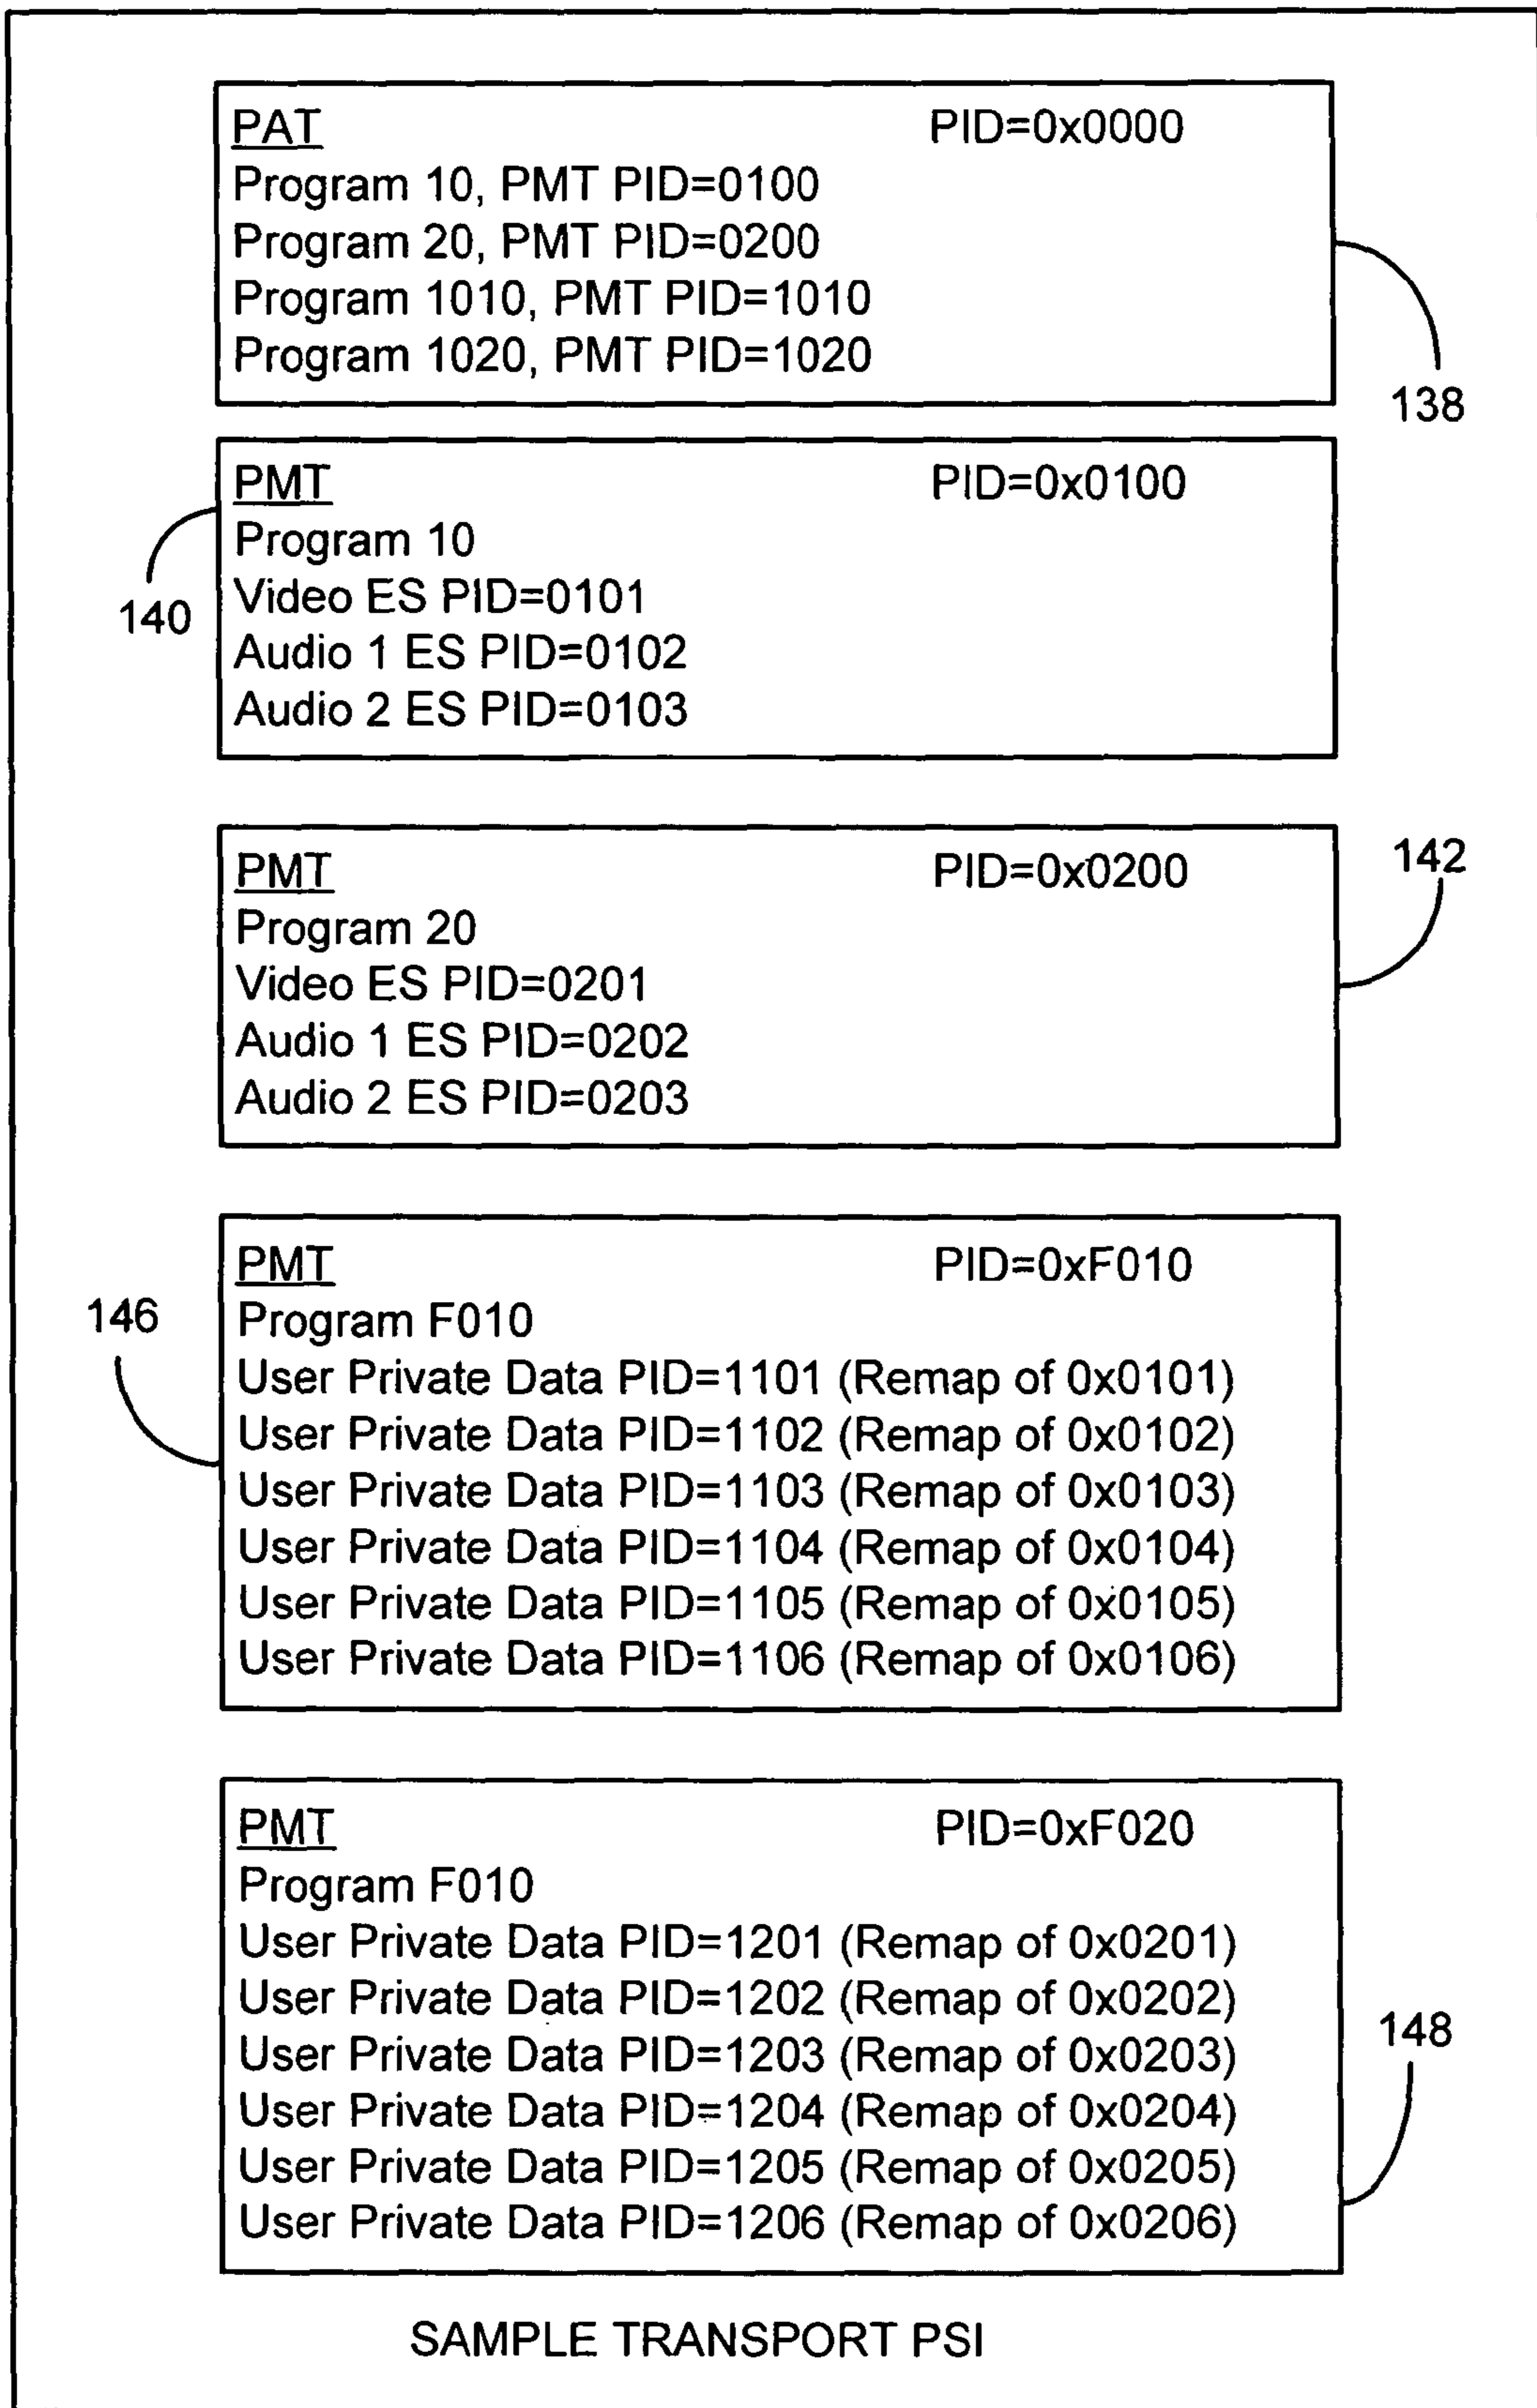 PAT PID=0x0000
Program 10, PMT PID=0100
Program 20, PMT PID=0200
Program 1010, PMT PID=1010
Program 1020, PMT PID=1020
138
PMT PID=0x0100
Program 10
Video ES PID=0101
Audio 1 ES PID=0102
Audio 2 ES PID=0103
140
PMT PID=0x0200
Program 20
Video ES PID=0201
Audio 1 ES PID=0202
Audio 2 ES PID=0203
142
PMT PID=0xF010
Program F010
User Private Data PID=1101 (Remap of 0x0101)
User Private Data PID=1102 (Remap of 0x0102)
User Private Data PID=1103 (Remap of 0x0103)
User Private Data PID=1104 (Remap of 0x0104)
User Private Data PID=1105 (Remap of 0x0105)
User Private Data PID=1106 (Remap of 0x0106)
146
PMT PID=0xF020
Program F010
User Private Data PID=1201 (Remap of 0x0201)
User Private Data PID=1202 (Remap of 0x0202)
User Private Data PID=1203 (Remap of 0x0203)
User Private Data PID=1204 (Remap of 0x0204)
User Private Data PID=1205 (Remap of 0x0205)
User Private Data PID=1206 (Remap of 0x0206)
148
SAMPLE TRANSPORT PSI